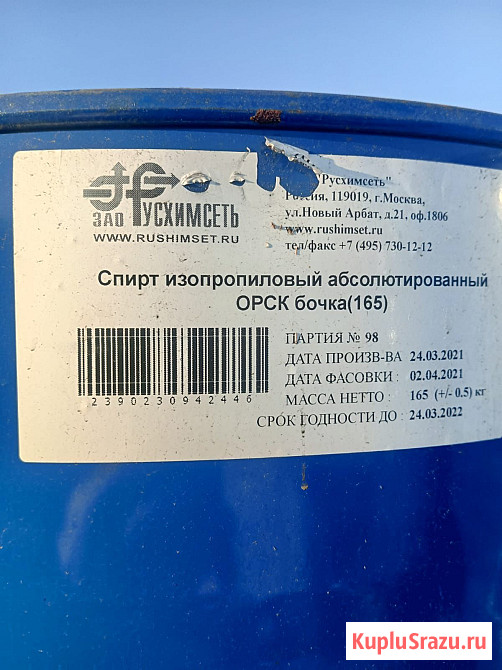 ЗАО РУСХИМСЕТЬ
WWW.RUSHIMSET.RU
Русхимсеть"
Россия, 119019, г.Москва,
ул.Новый Арбат, д.21, оф.1806
www.rushimset.ru
тел/факс +7 (495) 730-12-12
Спирт изопропиловый абсолютированный
ОРСК бочка(165)
2390230942446
ПАРТИЯ № 98
ДАТА ПРОИЗВ-ВА 24.03.2021
ДАТА ФАСОВКИ : 02.04.2021
МАССА НЕТТО : 165 (+/- 0.5) кг
СРОК ГОДНОСТИ ДО : 24.03.2022
KupluSrazu.ru